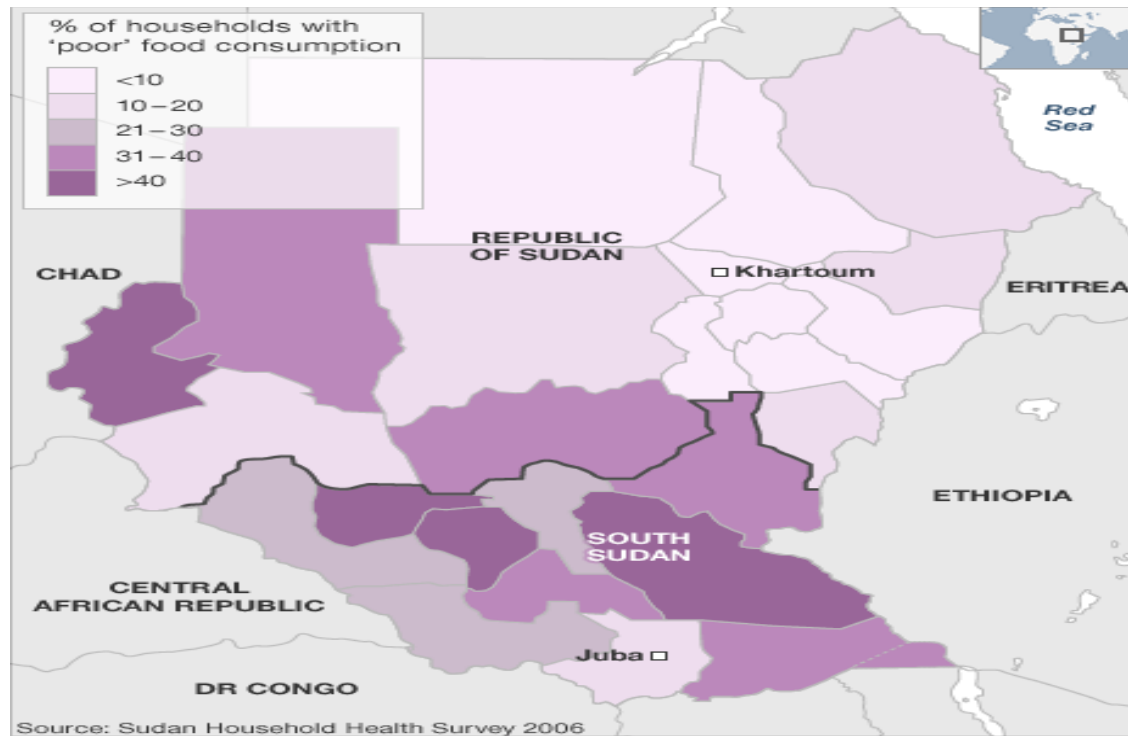 % of households with
‘poor’ food consumption
<10
10–20
21–30
31–40
>40
Red
Sea
REPUBLIC
OF SUDAN
Khartoum
CHAD
ERITREA
ETHIOPIA
SOUTH
SUDAN
CENTRAL
AFRICAN REPUBLIC
Juba
DR CONGO
Source: Sudan Household Health Survey 2006